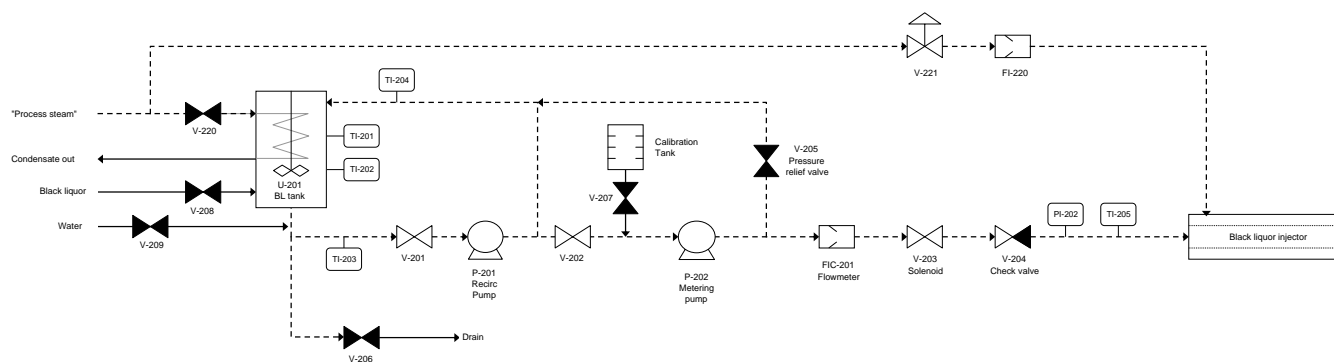 TI-204
V-221
FI-220
"Process steam"
V-220
TI-201
Calibration
Tank
V-205
Pressure
relief valve
Condensate out
TI-202
U-201
BL tank
Black liquor
V-208
V-207
PI-202
TI-205
Water
V-209
Black liquor injector
TI-203
V-201
P-201
Recirc
Pump
V-202
P-202
Metering
pump
FIC-201
Flowmeter
V-203
Solenoid
V-204
Check valve
Drain
V-206